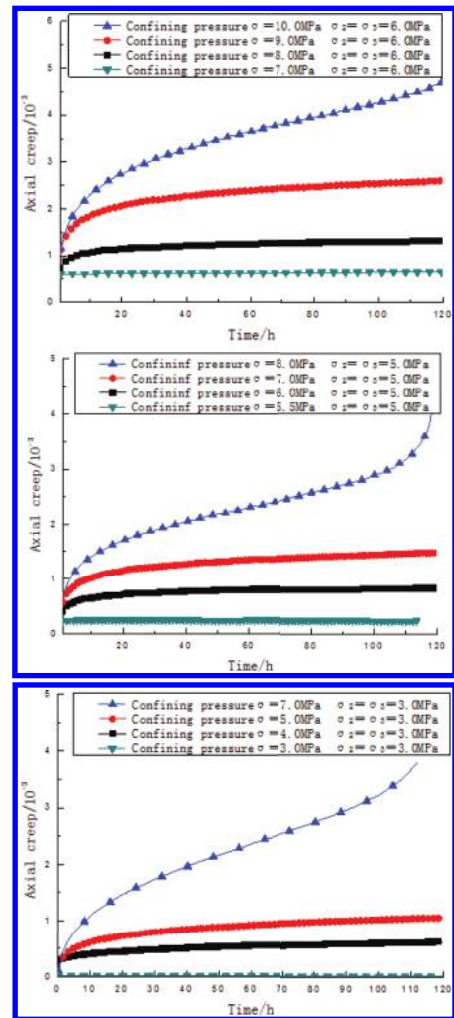 6
5
4
3
2
1
0
Axial creep/10⁻³
Confining pressure σ=10.0MPa σ₂= σ₃=6.0MPa
Confining pressure σ=9.0MPa σ₂= σ₃=6.0MPa
Confining pressure σ=8.0MPa σ₂= σ₃=6.0MPa
Confining pressure σ=7.0MPa σ₂= σ₃=6.0MPa
20 40 60 80 100 120
Time/h
5
4
3
2
1
0
Axial creep/10⁻³
Confininf pressure σ=8.0MPa σ₂= σ₃=5.0MPa
Confininf pressure σ=7.0MPa σ₂= σ₃=5.0MPa
Confininf pressure σ=6.0MPa σ₂= σ₃=5.0MPa
Confininf pressure σ=5.5MPa σ₂= σ₃=5.0MPa
20 40 60 80 100 120
Time/h
5
4
3
2
1
0
Axial creep/10⁻³
Confining pressure σ=7.0MPa σ₂= σ₃=3.0MPa
Confining pressure σ=5.0MPa σ₂= σ₃=3.0MPa
Confining pressure σ=4.0MPa σ₂= σ₃=3.0MPa
Confining pressure σ=3.0MPa σ₂= σ₃=3.0MPa
0 10 20 30 40 50 60 70 80 90 100 110 120
Time/h